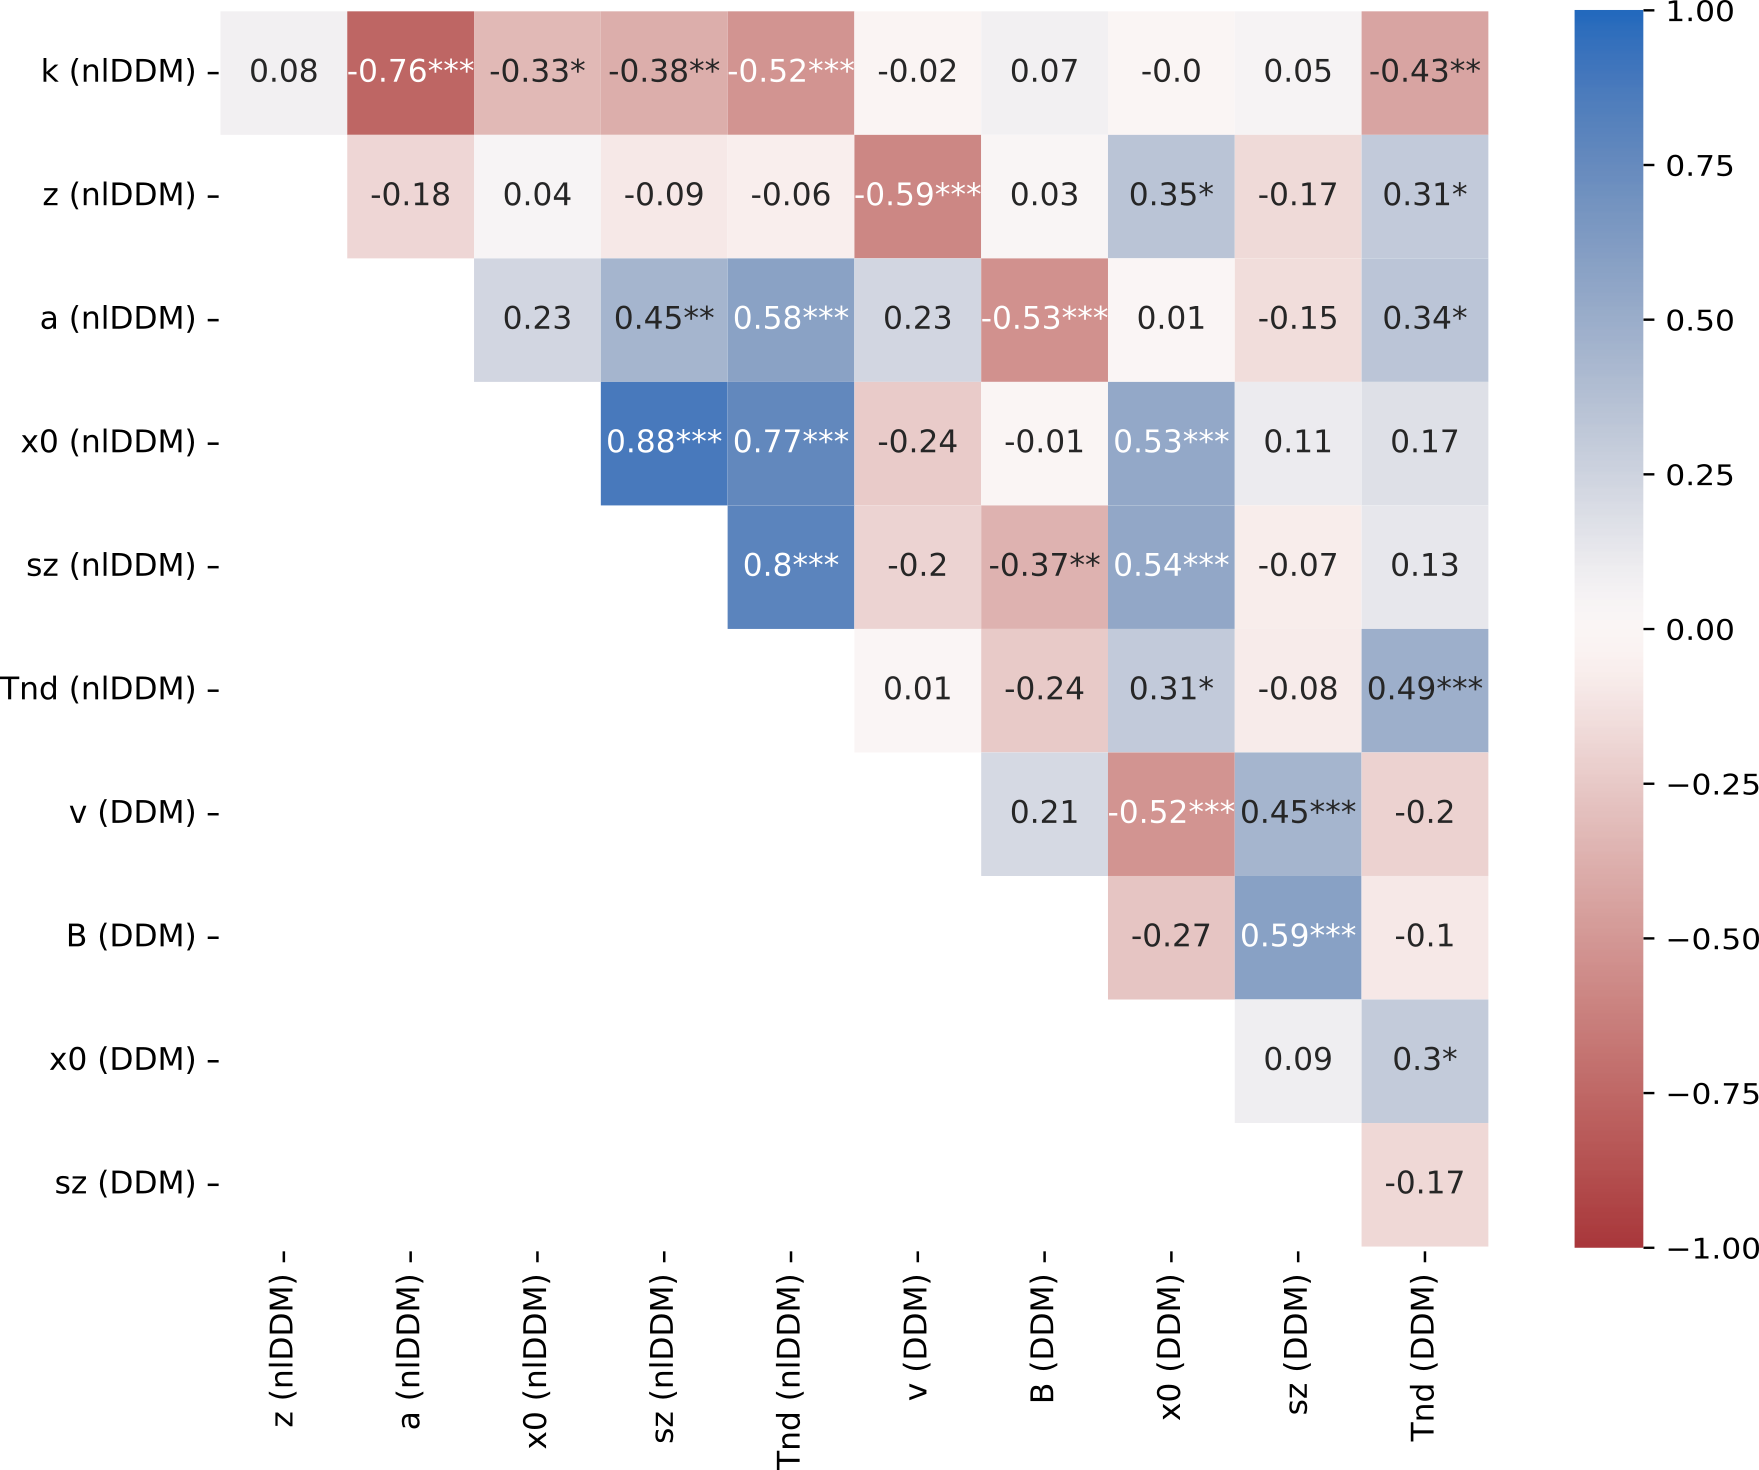 k (nlDDM) 0.08 -0.76*** -0.33* -0.38** -0.52*** -0.02 0.07 -0.0 0.05 -0.43**
z (nlDDM) -0.18 0.04 -0.09 -0.06 -0.59*** 0.03 0.35* -0.17 0.31*
a (nlDDM) 0.23 0.45** 0.58*** 0.23 -0.53*** 0.01 -0.15 0.34*
x0 (nlDDM) 0.88*** 0.77*** -0.24 -0.01 0.53*** 0.11 0.17
sz (nlDDM) 0.8*** -0.2 -0.37** 0.54*** -0.07 0.13
Tnd (nlDDM) 0.01 -0.24 0.31* -0.08 0.49***
v (DDM) 0.21 -0.52*** 0.45*** -0.2
B (DDM) -0.27 0.59*** -0.1
x0 (DDM) 0.09 0.3*
sz (DDM) -0.17
z (nlDDM)
a (nlDDM)
x0 (nlDDM)
sz (nlDDM)
Tnd (nlDDM)
v (DDM)
B (DDM)
x0 (DDM)
sz (DDM)
Tnd (DDM)
1.00
0.75
0.50
0.25
0.00
−0.25
−0.50
−0.75
−1.00